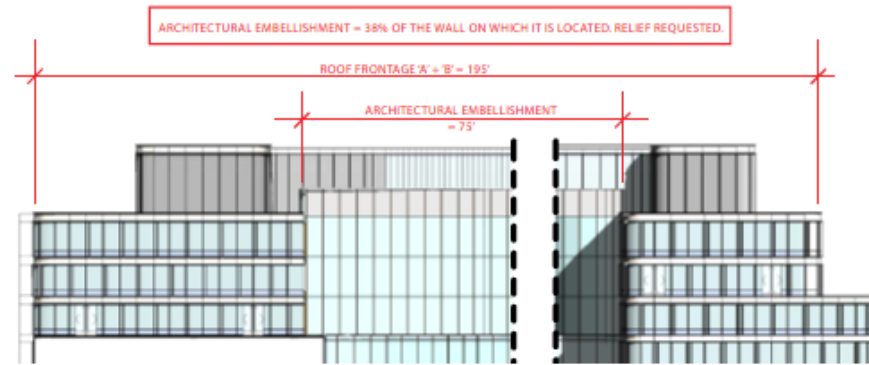 ARCHITECTURAL EMBELLISHMENT = 38% OF THE WALL ON WHICH IT IS LOCATED. RELIEF REQUESTED.
ROOF FRONTAGE 'A' + 'B' = 195'
ARCHITECTURAL EMBELLISHMENT
= 75'